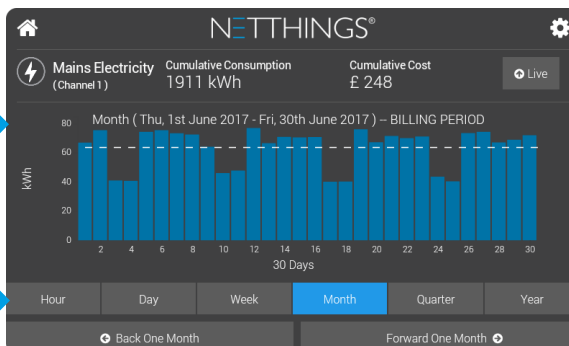 NETTHINGS®
Mains Electricity
(Channel 1)
Cumulative Consumption
1911 kWh
Cumulative Cost
£ 248
Live
Month ( Thu, 1st June 2017 - Fri, 30th June 2017 ) -- BILLING PERIOD
kWh
80
60
40
20
0
2 4 6 8 10 12 14 16 18 20 22 24 26 28 30
30 Days
Hour Day Week Month Quarter Year
Back One Month Forward One Month